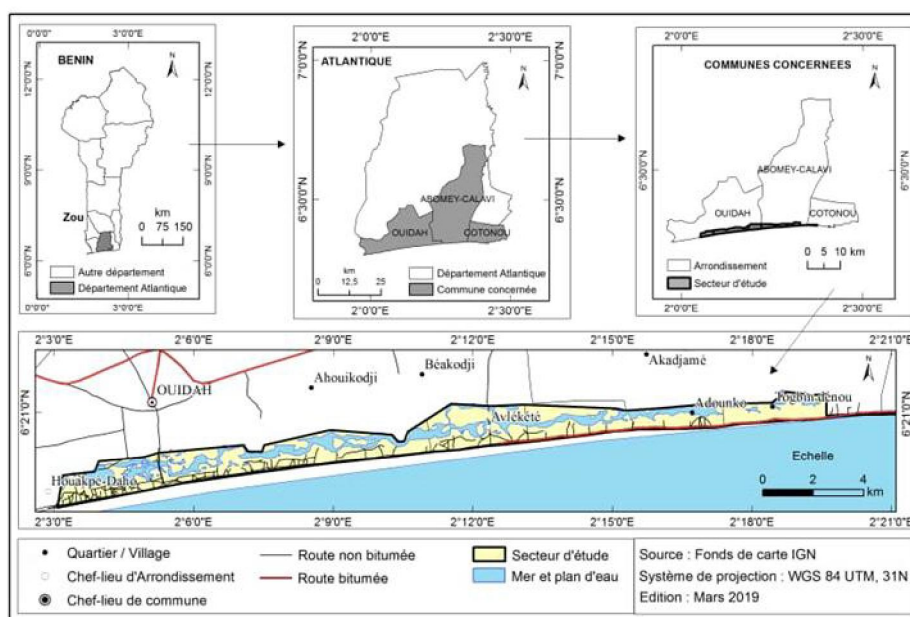 0°0'0"
3°0'0"E
BENIN
N
12°0'0"N
9°0'0"N
6°0'0"N
Zou
km
0 75 150
Autre département
Département Atlantique
0°0'0"
3°0'0"E
2°0'0"E
2°30'0"E
ATLANTIQUE
N
7°0'0"N
6°30'0"N
ABOMEY-CALAVI
OUIDAH
COTONOU
km
0 12,5 25
Département Atlantique
Commune concernée
2°0'0"E
2°30'0"E
2°0'0"E
2°30'0"E
COMMUNES CONCERNEES
N
6°30'0"N
ABOMEY-CALAVI
OUIDAH
COTONOU
0 5 10 km
Arrondissement
Secteur d'étude
2°0'0"E
2°30'0"E
2°3'0"E 2°6'0"E 2°9'0"E 2°12'0"E 2°15'0"E 2°18'0"E 2°21'0"E
N
Akadjamé
Béakodji
Ahouikodji
OUIDAH
6°21'0"N
6°21'0"N
Adounko
Avlékété
Houakpe-Daho
Echelle
0 2 4
km
2°3'0"E 2°6'0"E 2°9'0"E 2°12'0"E 2°15'0"E 2°18'0"E 2°21'0"E
Quartier / Village
Chef-lieu d'Arrondissement
Chef-lieu de commune
Route non bitumée
Route bitumée
Secteur d'étude
Mer et plan d'eau
Source : Fonds de carte IGN
Système de projection : WGS 84 UTM, 31N
Edition : Mars 2019